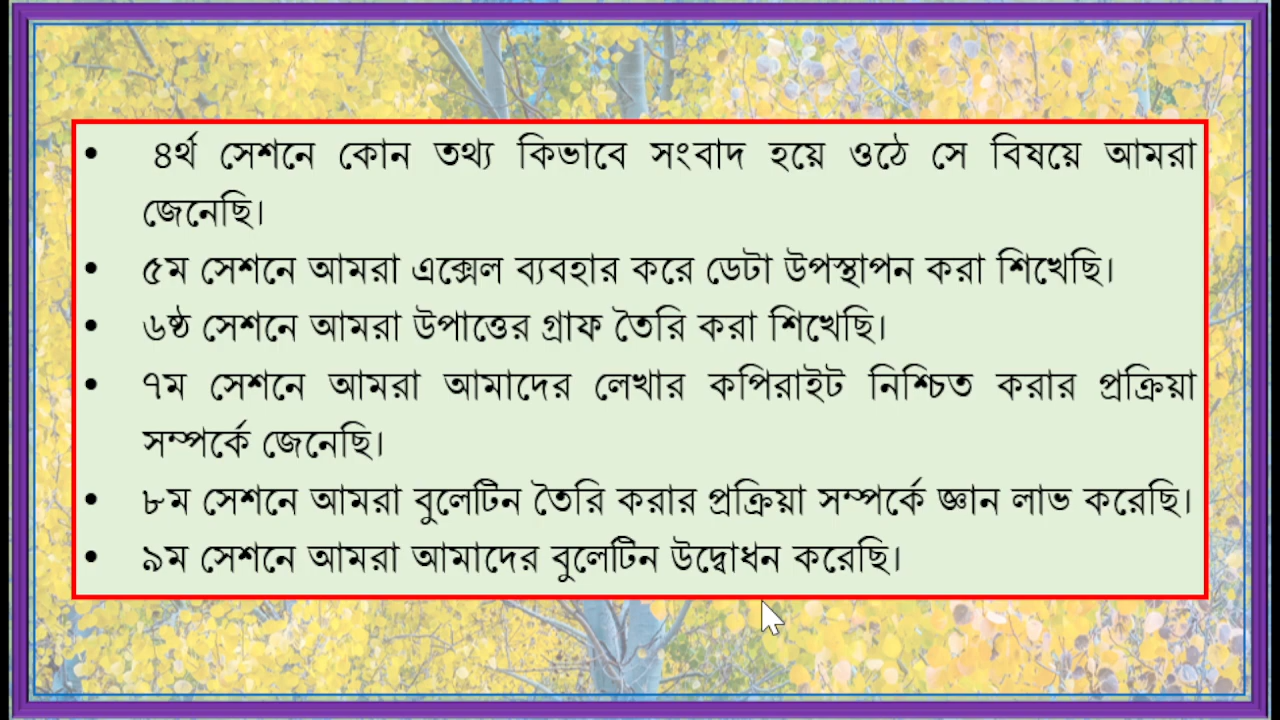 • ৪র্থ সেশনে কোন তথ্য কিভাবে সংবাদ হয়ে ওঠে সে বিষয়ে আমরা
জেনেছি।
• ৫ম সেশনে আমরা এক্সেল ব্যবহার করে ডেটা উপস্থাপন করা শিখেছি।
• ৬ষ্ঠ সেশনে আমরা উপাত্তের গ্রাফ তৈরি করা শিখেছি।
• ৭ম সেশনে আমরা আমাদের লেখার কপিরাইট নিশ্চিত করার প্রক্রিয়া
সম্পর্কে জেনেছি।
• ৮ম সেশনে আমরা বুলেটিন তৈরি করার প্রক্রিয়া সম্পর্কে জ্ঞান লাভ করেছি।
• ৯ম সেশনে আমরা আমাদের বুলেটিন উদ্বোধন করেছি।